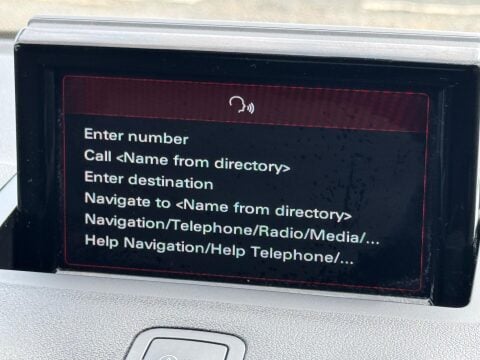 Enter number
Call <Name from directory>
Enter destination
Navigate to <Name from directory>
Navigation/Telephone/Radio/Media/...
Help Navigation/Help Telephone/...